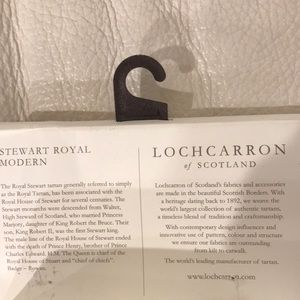 STEWART ROYAL
MODERN
The Royal Stewart tartan generally referred to simply
as the Royal Tartan, has been associated with the
Royal House of Stewart for several centuries. The
Stewart monarchs were descended from Walter,
High Steward of Scotland, who married Princess
Marjory, daughter of King Robert the Bruce. Their
son, King Robert II, was the first Stewart king.
The male line of the Royal House of Stewart ended
with the death of Prince Henry, brother of Prince
Charles Edward. H.M. The Queen is chief of the
Royal House of Stuart and "chief of chiefs".
Badge – Rowan.
LOCHCARRON
of SCOTLAND
Lochcarron of Scotland's fabrics and accessories
are made in the beautiful Scottish Borders. With
a heritage dating back to 1892, we weave the
world's largest collection of authentic tartans,
a timeless blend of tradition and craftsmanship.
With contemporary design influences and
innovative use of pattern, colour and structure
we ensure our fabrics are outstanding
from kilt to catwalk.
The world's leading manufacturer of tartan.
www.lochcarron.com